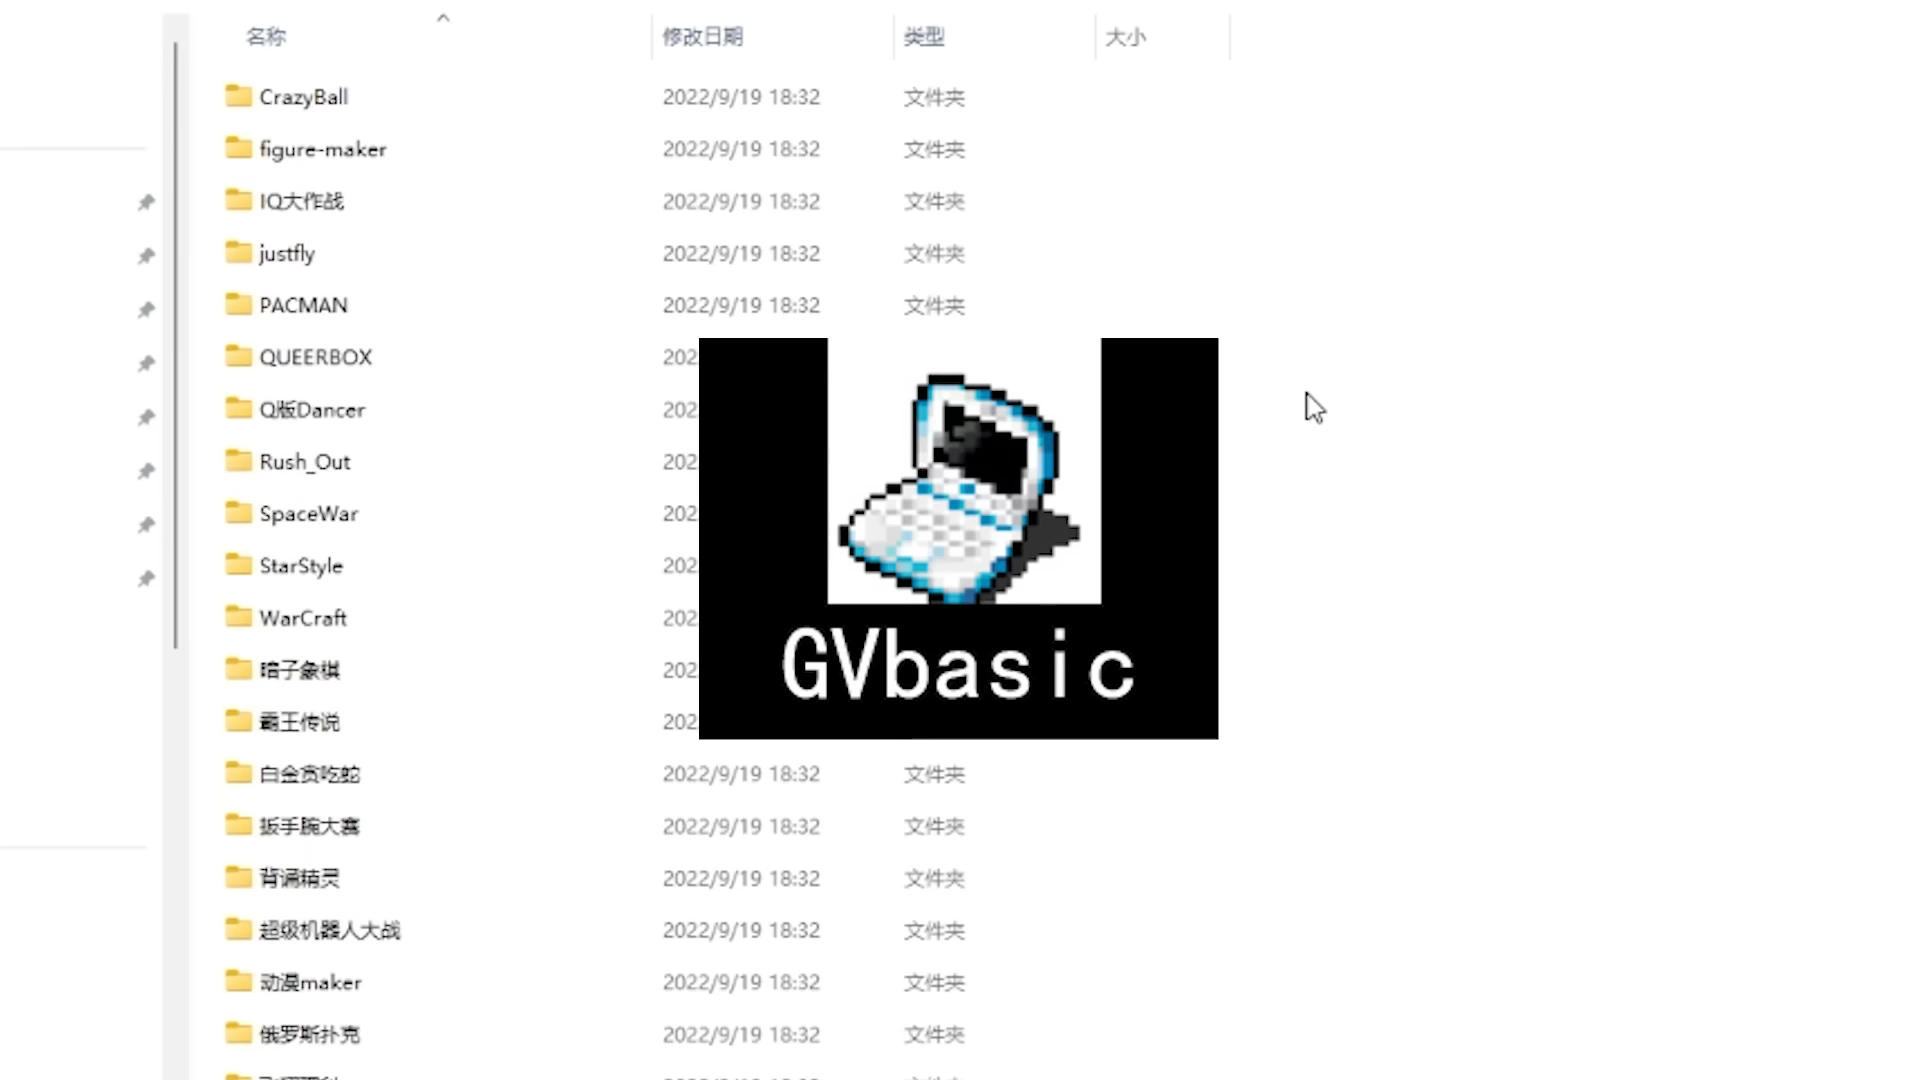 名称 修改日期 类型 大小
CrazyBall 2022/9/19 18:32 文件夹
figure-maker 2022/9/19 18:32 文件夹
IQ大作战 2022/9/19 18:32 文件夹
justfly 2022/9/19 18:32 文件夹
PACMAN 2022/9/19 18:32 文件夹
QUEERBOX 202
Q版Dancer 202
Rush_Out 202
SpaceWar 202
StarStyle 202
WarCraft 202
暗子象棋 202
霸王传说 202
GVbasic
白金贪吃蛇 2022/9/19 18:32 文件夹
扳手腕大赛 2022/9/19 18:32 文件夹
背诵精灵 2022/9/19 18:32 文件夹
超级机器人大战 2022/9/19 18:32 文件夹
动漫maker 2022/9/19 18:32 文件夹
俄罗斯扑克 2022/9/19 18:32 文件夹